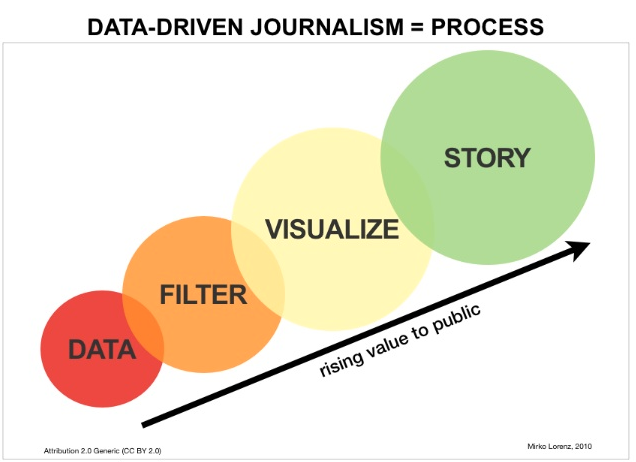 DATA-DRIVEN JOURNALISM = PROCESS
STORY
VISUALIZE
FILTER
DATA
rising value to public
Attribution 2.0 Generic (CC BY 2.0)
Mirko Lorenz, 2010